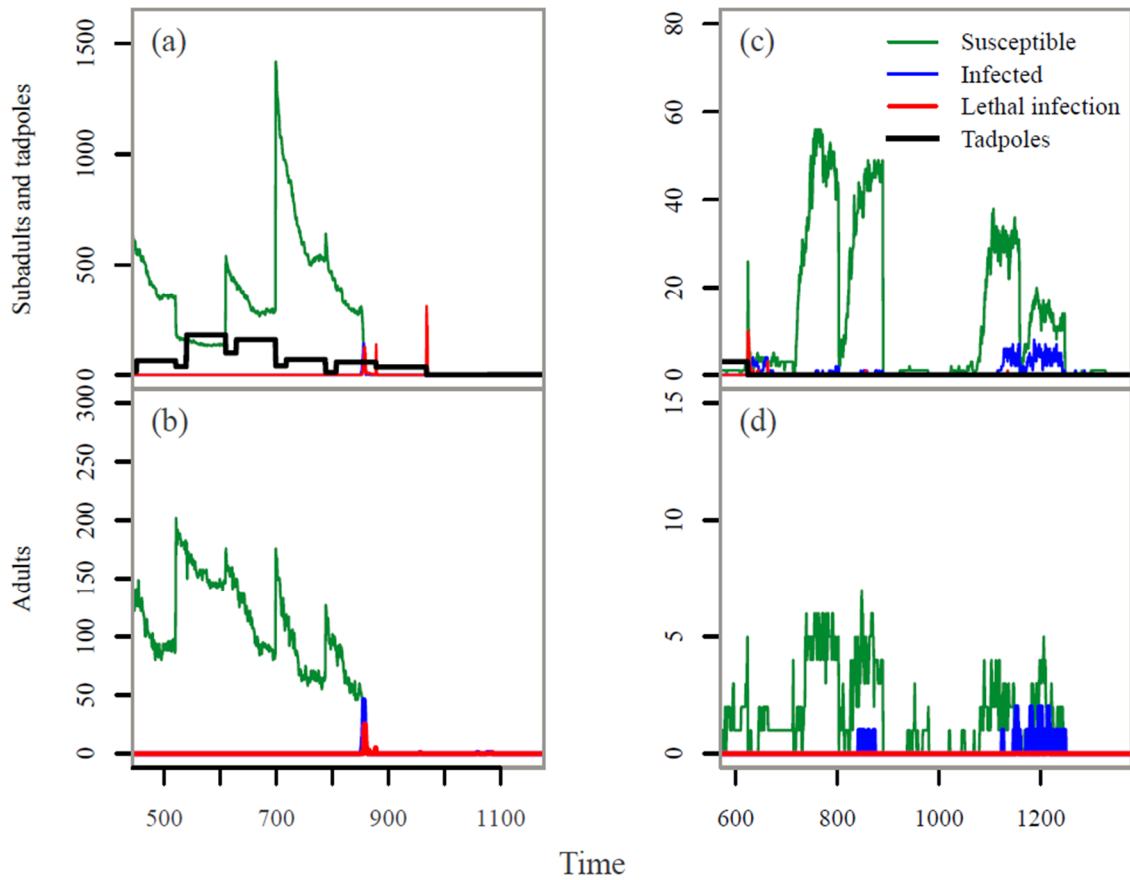 (a)
1500
1000
500
0
Subadults and tadpoles
(c)
80
60
40
20
0
Susceptible
Infected
Lethal infection
Tadpoles
(b)
300
250
200
150
100
50
0
Adults
500 700 900 1100
(d)
15
10
5
0
600 800 1000 1200
Time